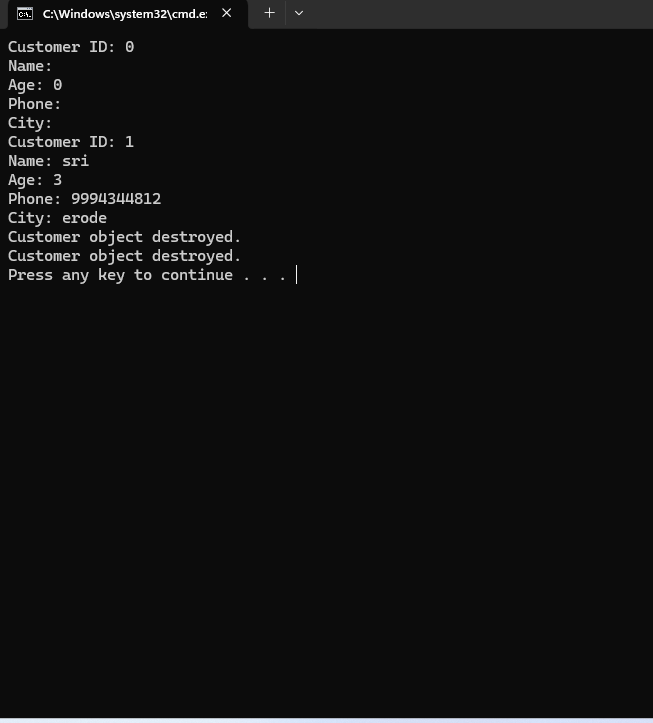 C:\Windows\system32\cmd.e
Customer ID: 0
Name:
Age: 0
Phone:
City:
Customer ID: 1
Name: sri
Age: 3
Phone: 9994344812
City: erode
Customer object destroyed.
Customer object destroyed.
Press any key to continue . . .